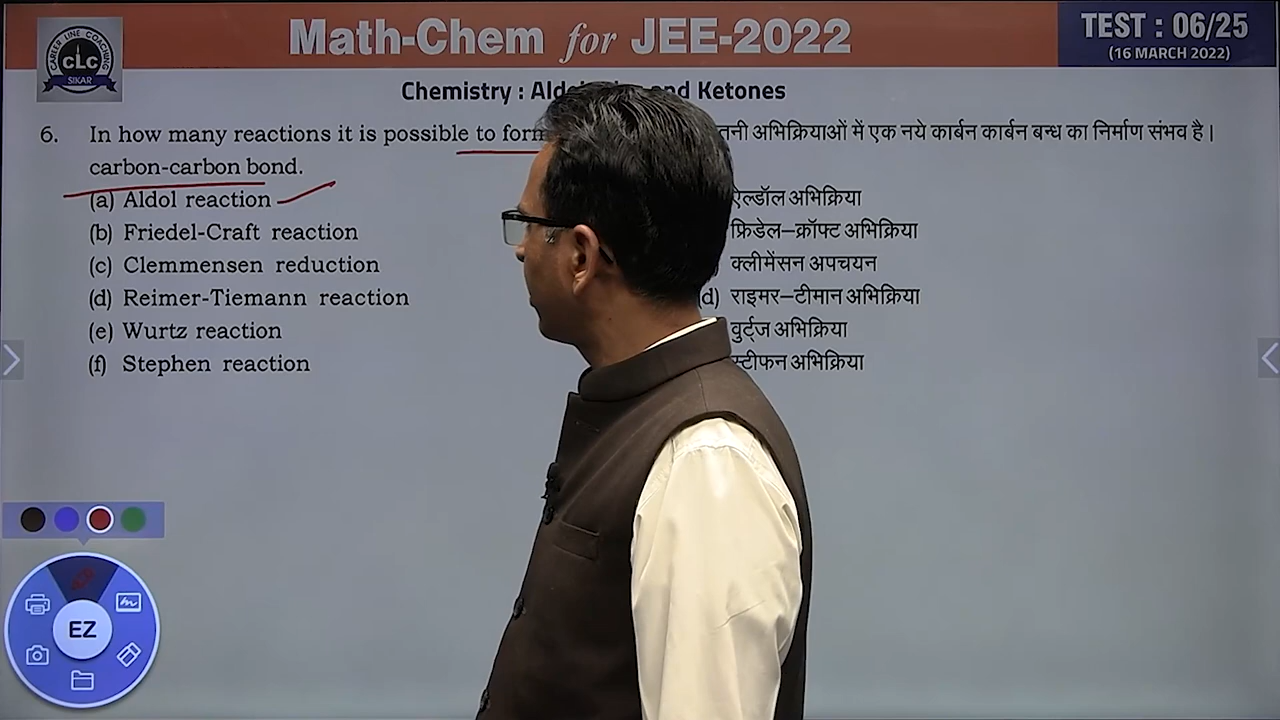 CAREER LINE COACHING
CLC
SIKAR
Math-Chem for JEE-2022
TEST : 06/25
(16 MARCH 2022)
Chemistry : and Ketones
6. In how many reactions it is possible to form
carbon-carbon bond.
(a) Aldol reaction
(b) Friedel-Craft reaction
(c) Clemmensen reduction
(d) Reimer-Tiemann reaction
(e) Wurtz reaction
(f) Stephen reaction
अभिक्रियाओं में एक नये कार्बन कार्बन बन्ध का निर्माण संभव है।
ऐल्डॉल अभिक्रिया
फ्रिडेल–क्रॉफ्ट अभिक्रिया
क्लीमेंसन अपचयन
(d) राइमर–टीमान अभिक्रिया
वुर्ट्ज अभिक्रिया
स्टीफन अभिक्रिया
EZ